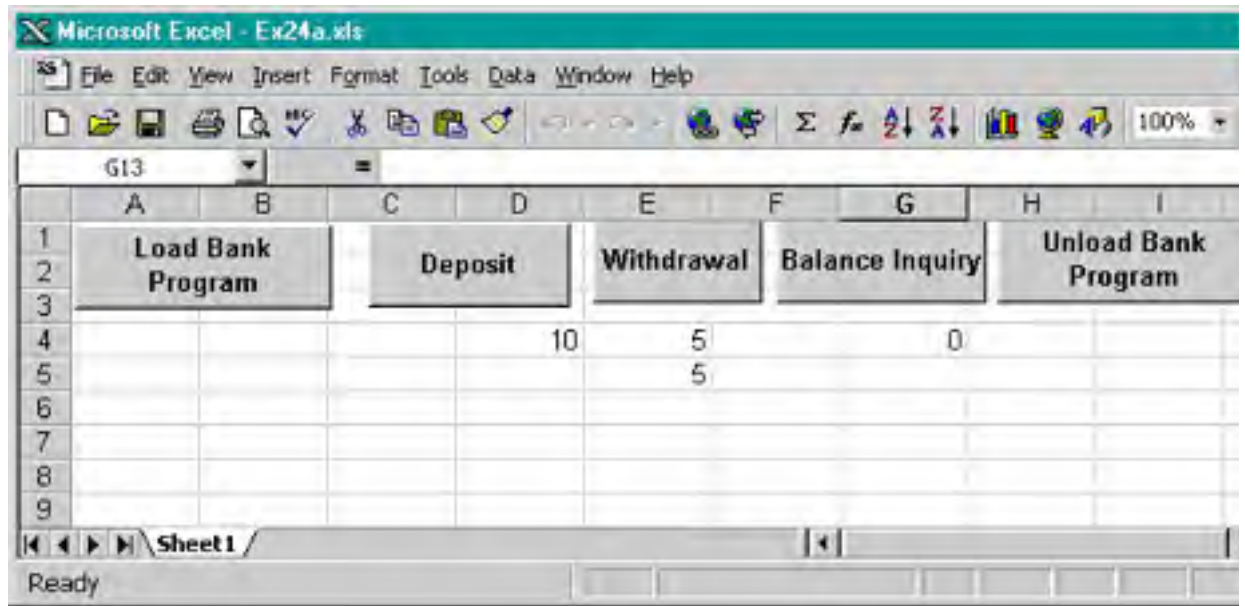 Microsoft Excel - Ex24a.xls
File Edit View Insert Format Tools Data Window Help
100%
G13 =
A B C D E F G H I
1 Load Bank Deposit Withdrawal Balance Inquiry Unload Bank
2 Program Program
3
4 10 5 0
5 5
6
7
8
9
Sheet1
Ready